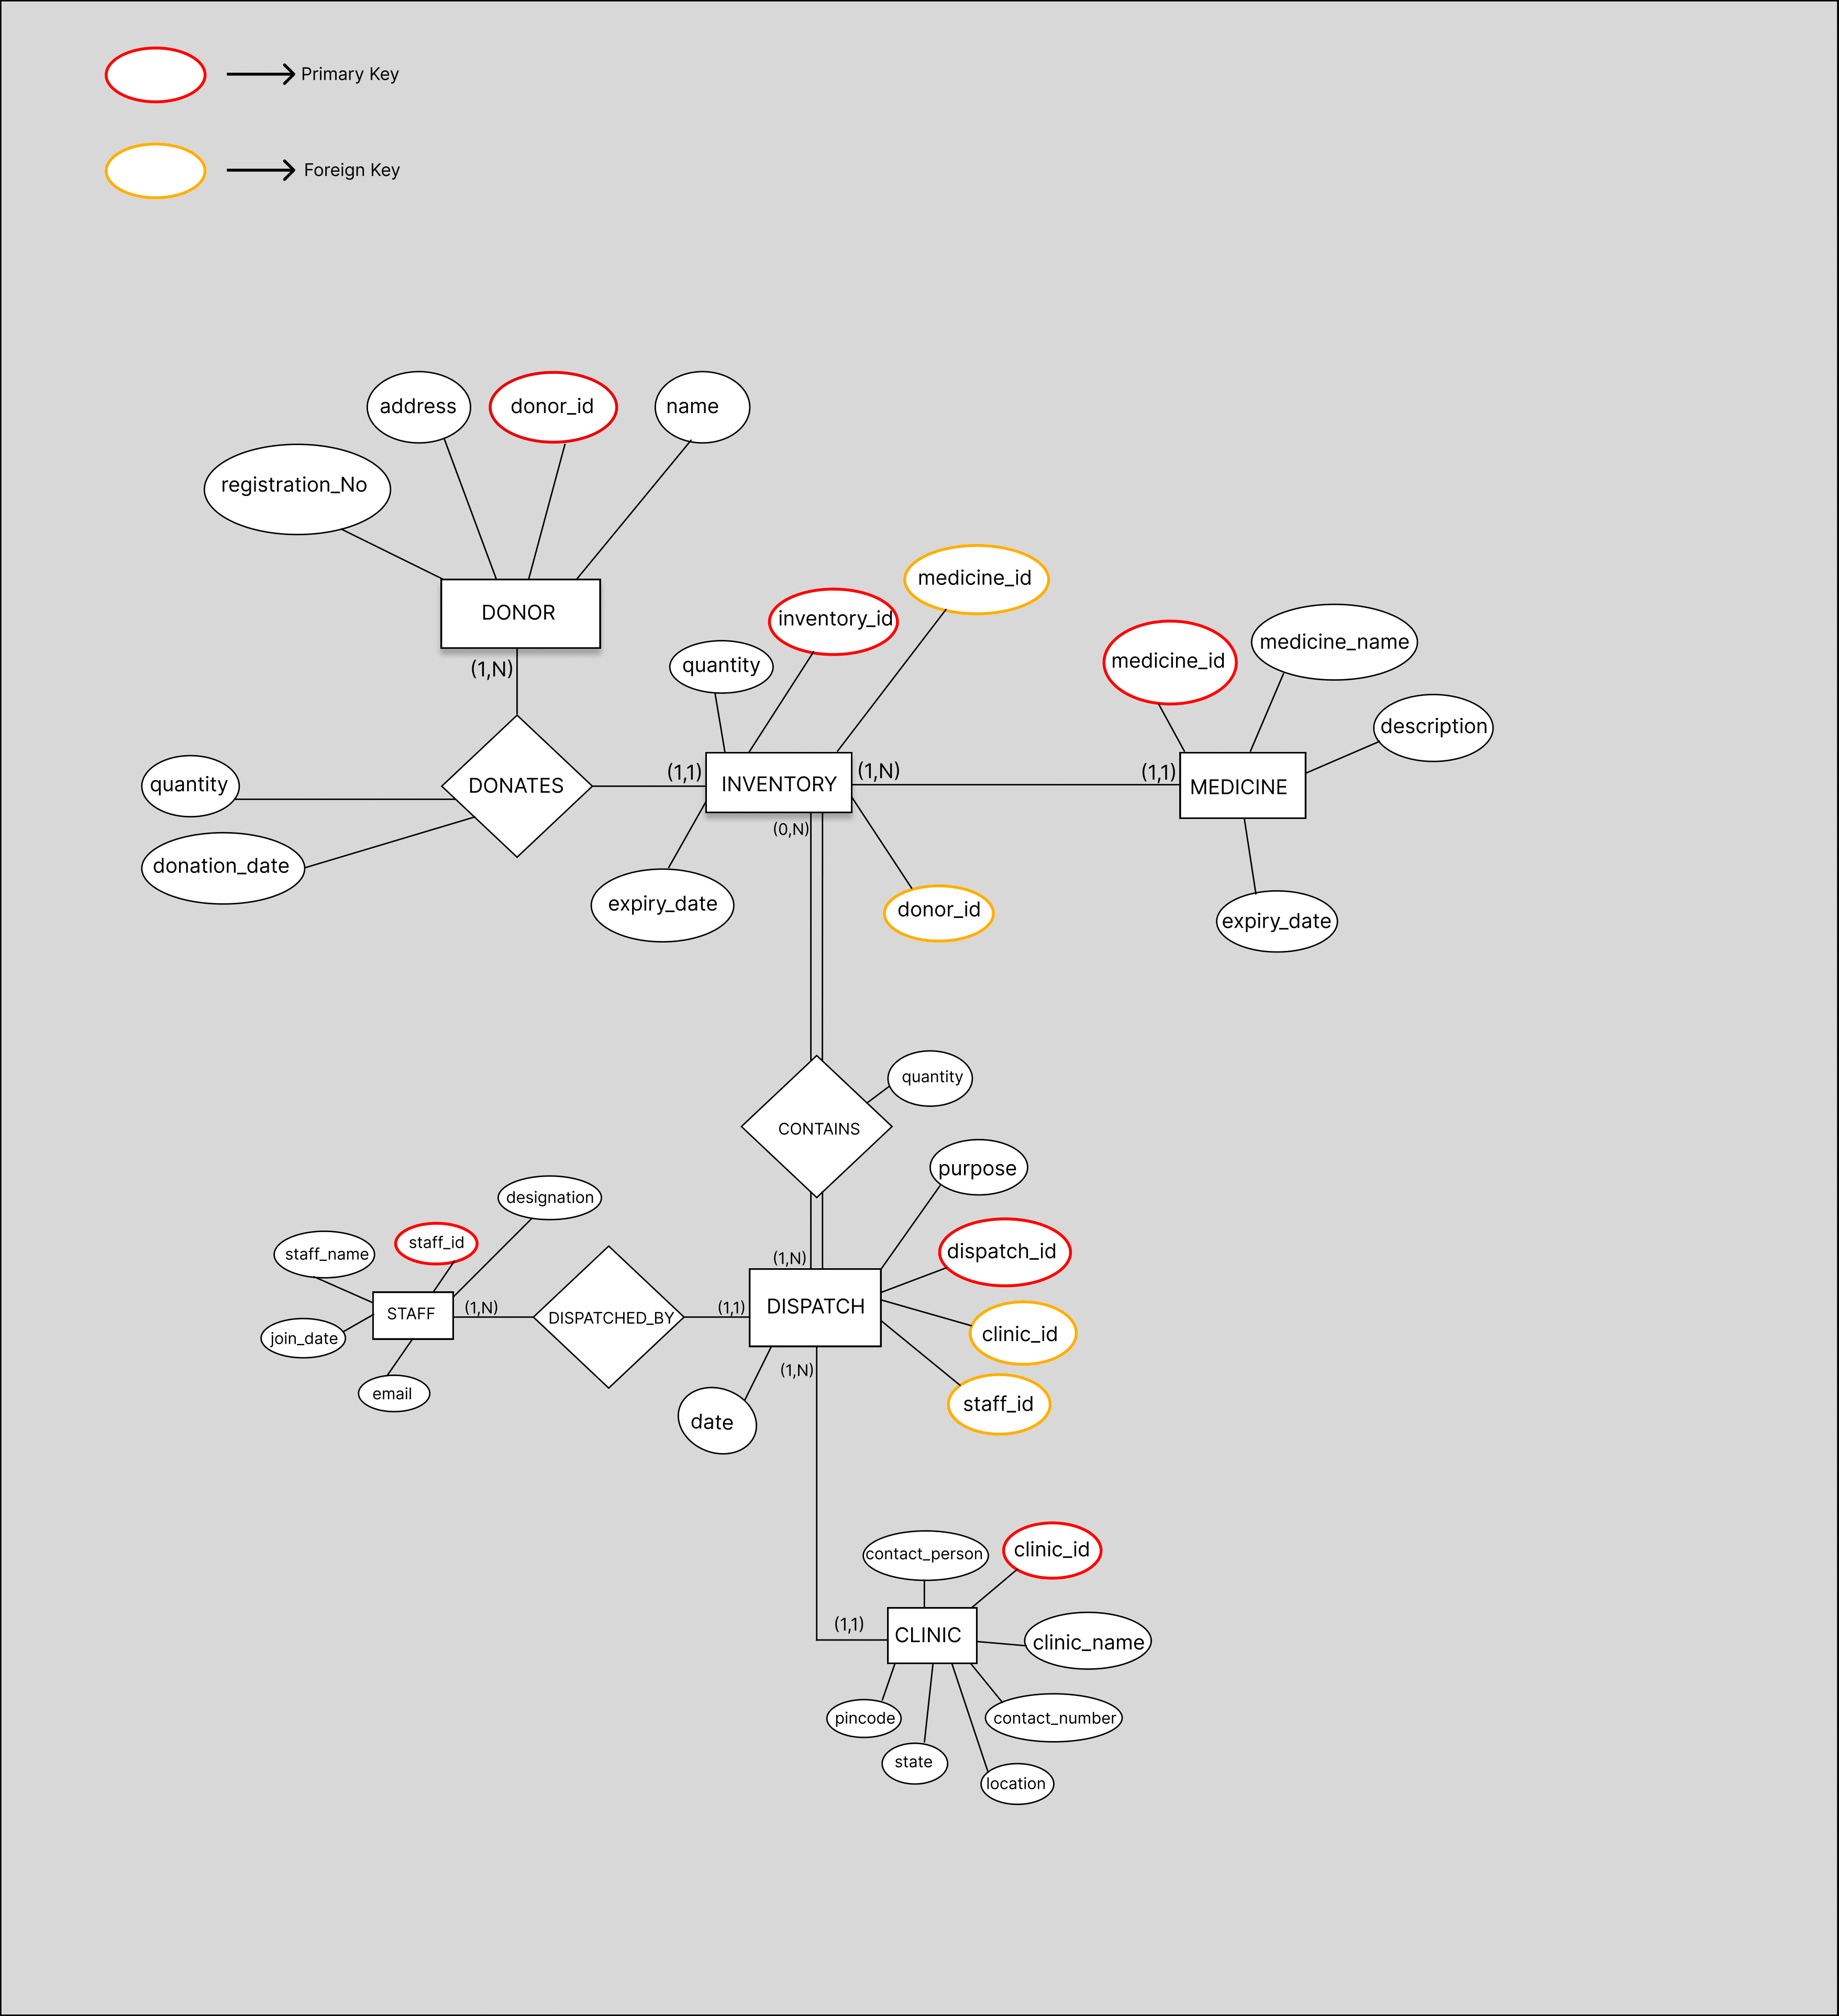 Primary Key
Foreign Key
address
donor_id
name
registration_No
DONOR
(1,N)
medicine_id
inventory_id
quantity
medicine_id
medicine_name
description
quantity
donation_date
DONATES
(1,1)
INVENTORY
(1,N)
(1,1)
MEDICINE
(0,N)
expiry_date
donor_id
expiry_date
quantity
CONTAINS
purpose
designation
staff_name
staff_id
(1,N)
dispatch_id
STAFF
(1,N)
DISPATCHED_BY
(1,1)
DISPATCH
join_date
clinic_id
email
(1,N)
date
staff_id
contact_person
clinic_id
(1,1)
CLINIC
clinic_name
pincode
contact_number
state
location